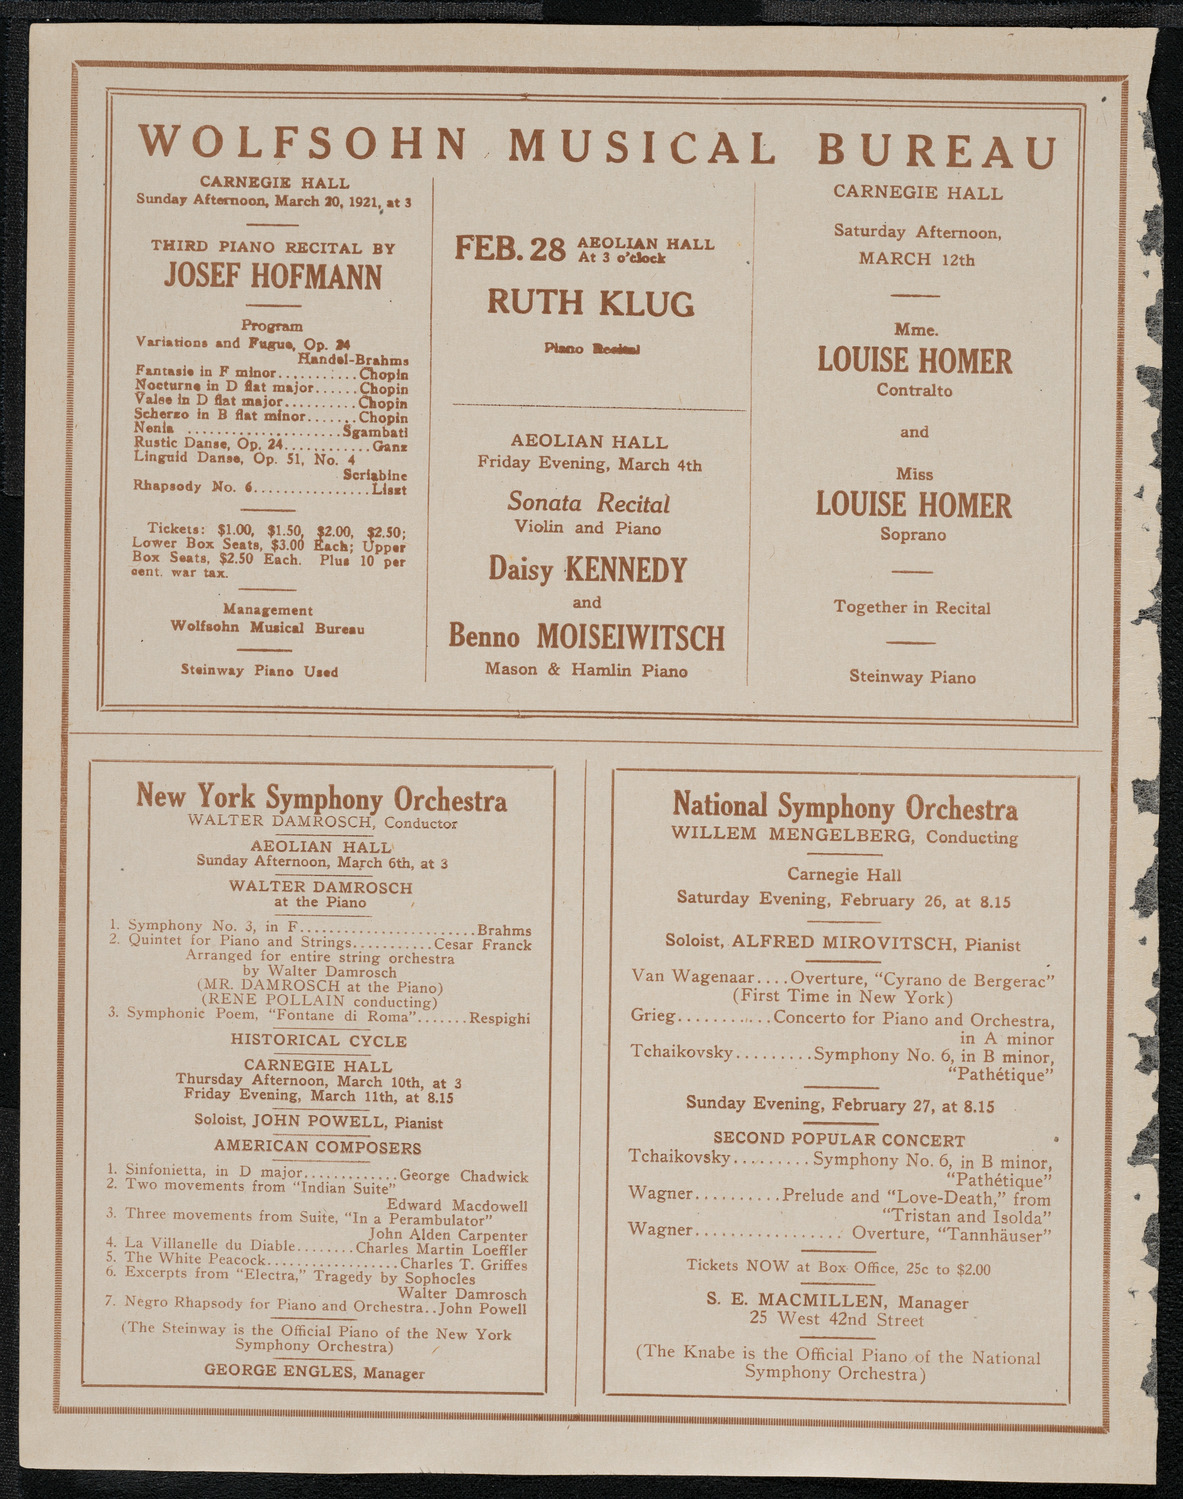 WOLFSOHN MUSICAL BUREAU
CARNEGIE HALL
Sunday Afternoon, March 20, 1921, at 3
THIRD PIANO RECITAL BY
JOSEF HOFMANN
Program
Variations and Fugue, Op. 24
Handel-Brahms
Fantasie in F minor...........Chopin
Nocturne in D flat major......Chopin
Valse in D flat major..........Chopin
Scherzo in B flat minor.......Chopin
Nenia .....................Sgambati
Rustic Danse, Op. 24............Ganz
Linguid Danse, Op. 51, No. 4
Scriabine
Rhapsody No. 6................Liszt
Tickets: $1.00, $1.50, $2.00, $2.50;
Lower Box Seats, $3.00 Each; Upper
Box Seats, $2.50 Each. Plus 10 per
cent. war tax.
Management
Wolfsohn Musical Bureau
Steinway Piano Used
FEB. 28 AEOLIAN HALL
At 3 o'clock
RUTH KLUG
Piano Recital
AEOLIAN HALL
Friday Evening, March 4th
Sonata Recital
Violin and Piano
Daisy KENNEDY
and
Benno MOISEIWITSCH
Mason & Hamlin Piano
CARNEGIE HALL
Saturday Afternoon,
MARCH 12th
Mme.
LOUISE HOMER
Contralto
and
Miss
LOUISE HOMER
Soprano
Together in Recital
Steinway Piano
New York Symphony Orchestra
WALTER DAMROSCH, Conductor
AEOLIAN HALL
Sunday Afternoon, March 6th, at 3
WALTER DAMROSCH
at the Piano
1. Symphony No. 3, in F.......................Brahms
2. Quintet for Piano and Strings...........Cesar Franck
Arranged for entire string orchestra
by Walter Damrosch
(MR. DAMROSCH at the Piano)
(RENE POLLAIN conducting)
3. Symphonic Poem, "Fontane di Roma".......Respighi
HISTORICAL CYCLE
CARNEGIE HALL
Thursday Afternoon, March 10th, at 3
Friday Evening, March 11th, at 8.15
Soloist, JOHN POWELL, Pianist
AMERICAN COMPOSERS
1. Sinfonietta, in D major.............George Chadwick
2. Two movements from "Indian Suite"
Edward Macdowell
3. Three movements from Suite, "In a Perambulator"
John Alden Carpenter
4. La Villanelle du Diable........Charles Martin Loeffler
5. The White Peacock.................Charles T. Griffes
6. Excerpts from "Electra," Tragedy by Sophocles
Walter Damrosch
7. Negro Rhapsody for Piano and Orchestra..John Powell
(The Steinway is the Official Piano of the New York
Symphony Orchestra)
GEORGE ENGLES, Manager
National Symphony Orchestra
WILLEM MENGELBERG, Conducting
Carnegie Hall
Saturday Evening, February 26, at 8.15
Soloist, ALFRED MIROVITSCH, Pianist
Van Wagenaar....Overture, "Cyrano de Bergerac"
(First Time in New York)
Grieg............Concerto for Piano and Orchestra,
in A minor
Tchaikovsky.........Symphony No. 6, in B minor,
"Pathétique"
Sunday Evening, February 27, at 8.15
SECOND POPULAR CONCERT
Tchaikovsky.........Symphony No. 6, in B minor,
"Pathétique"
Wagner..........Prelude and "Love-Death," from
"Tristan and Isolda"
Wagner................. Overture, "Tannhäuser"
Tickets NOW at Box Office, 25c to $2.00
S. E. MACMILLEN, Manager
25 West 42nd Street
(The Knabe is the Official Piano of the National
Symphony Orchestra)